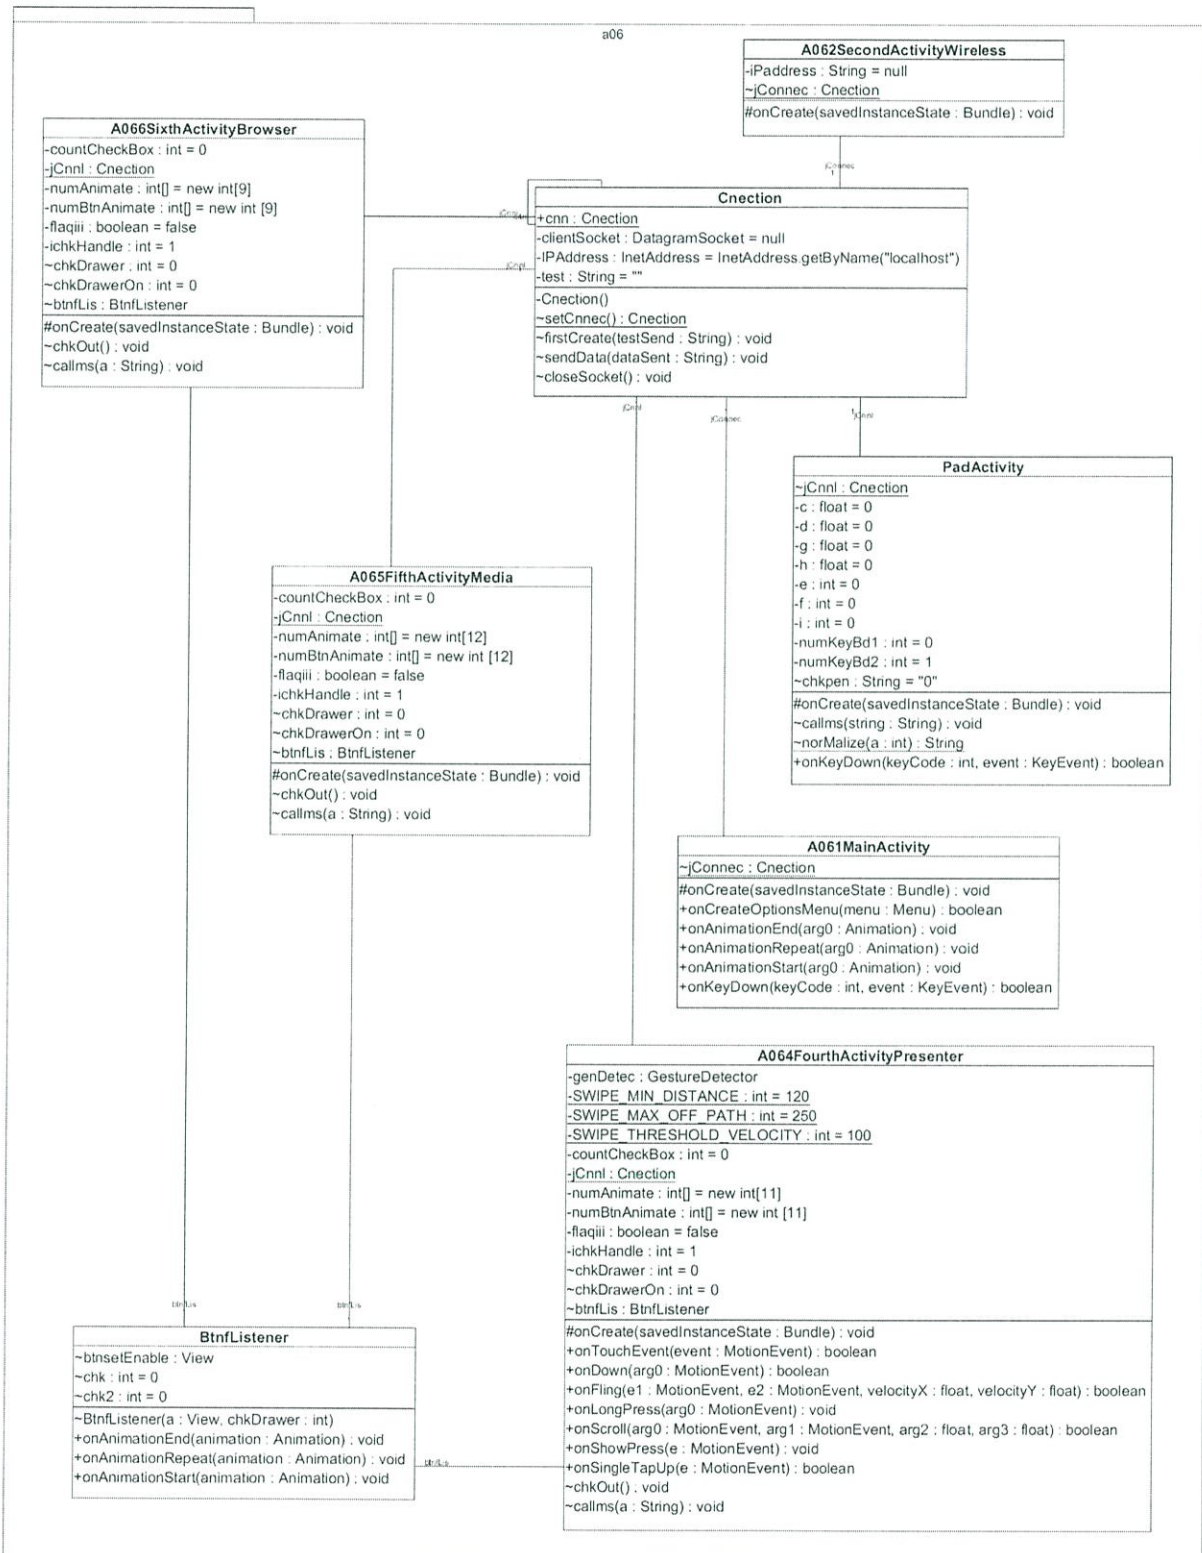 a06
A062SecondActivityWireless
-iPaddress : String = null
~jConnec : Cnection
#onCreate(savedInstanceState : Bundle) : void
jConnec
1
A066SixthActivityBrowser
-countCheckBox : int = 0
-jCnnl : Cnection
-numAnimate : int[] = new int[9]
-numBtnAnimate : int[] = new int [9]
-flaqiii : boolean = false
-ichkHandle : int = 1
~chkDrawer : int = 0
~chkDrawerOn : int = 0
~btnfLis : BtnfListener
#onCreate(savedInstanceState : Bundle) : void
~chkOut() : void
~callms(a : String) : void
Cnection
+cnn : Cnection
-clientSocket : DatagramSocket = null
-IPAddress : InetAddress = InetAddress.getByName("localhost")
-test : String = ""
-Cnection()
~setCnnec() : Cnection
~firstCreate(testSend : String) : void
~sendData(dataSent : String) : void
~closeSocket() : void
jCnnl
jCnnl
jConnec
1
jCnnl
PadActivity
~jCnnl : Cnection
-c : float = 0
-d : float = 0
-g : float = 0
-h : float = 0
-e : int = 0
-f : int = 0
-i : int = 0
-numKeyBd1 : int = 0
-numKeyBd2 : int = 1
~chkpen : String = "0"
#onCreate(savedInstanceState : Bundle) : void
~callms(string : String) : void
~norMalize(a : int) : String
+onKeyDown(keyCode : int, event : KeyEvent) : boolean
A065FifthActivityMedia
-countCheckBox : int = 0
-jCnnl : Cnection
-numAnimate : int[] = new int[12]
-numBtnAnimate : int[] = new int [12]
-flaqiii : boolean = false
-ichkHandle : int = 1
~chkDrawer : int = 0
~chkDrawerOn : int = 0
~btnfLis : BtnfListener
#onCreate(savedInstanceState : Bundle) : void
~chkOut() : void
~callms(a : String) : void
A061MainActivity
~jConnec : Cnection
#onCreate(savedInstanceState : Bundle) : void
+onCreateOptionsMenu(menu : Menu) : boolean
+onAnimationEnd(arg0 : Animation) : void
+onAnimationRepeat(arg0 : Animation) : void
+onAnimationStart(arg0 : Animation) : void
+onKeyDown(keyCode : int, event : KeyEvent) : boolean
A064FourthActivityPresenter
-genDetec : GestureDetector
-SWIPE_MIN_DISTANCE : int = 120
-SWIPE_MAX_OFF_PATH : int = 250
-SWIPE_THRESHOLD_VELOCITY : int = 100
-countCheckBox : int = 0
-jCnnl : Cnection
-numAnimate : int[] = new int[11]
-numBtnAnimate : int[] = new int [11]
-flaqiii : boolean = false
-ichkHandle : int = 1
~chkDrawer : int = 0
~chkDrawerOn : int = 0
~btnfLis : BtnfListener
#onCreate(savedInstanceState : Bundle) : void
+onTouchEvent(event : MotionEvent) : boolean
+onDown(arg0 : MotionEvent) : boolean
+onFling(e1 : MotionEvent, e2 : MotionEvent, velocityX : float, velocityY : float) : boolean
+onLongPress(arg0 : MotionEvent) : void
+onScroll(arg0 : MotionEvent, arg1 : MotionEvent, arg2 : float, arg3 : float) : boolean
+onShowPress(e : MotionEvent) : void
+onSingleTapUp(e : MotionEvent) : boolean
~chkOut() : void
~callms(a : String) : void
btnfLis
btnfLis
BtnfListener
~btnsetEnable : View
~chk : int = 0
~chk2 : int = 0
~BtnfListener(a : View, chkDrawer : int)
+onAnimationEnd(animation : Animation) : void
+onAnimationRepeat(animation : Animation) : void
+onAnimationStart(animation : Animation) : void
btnfLis